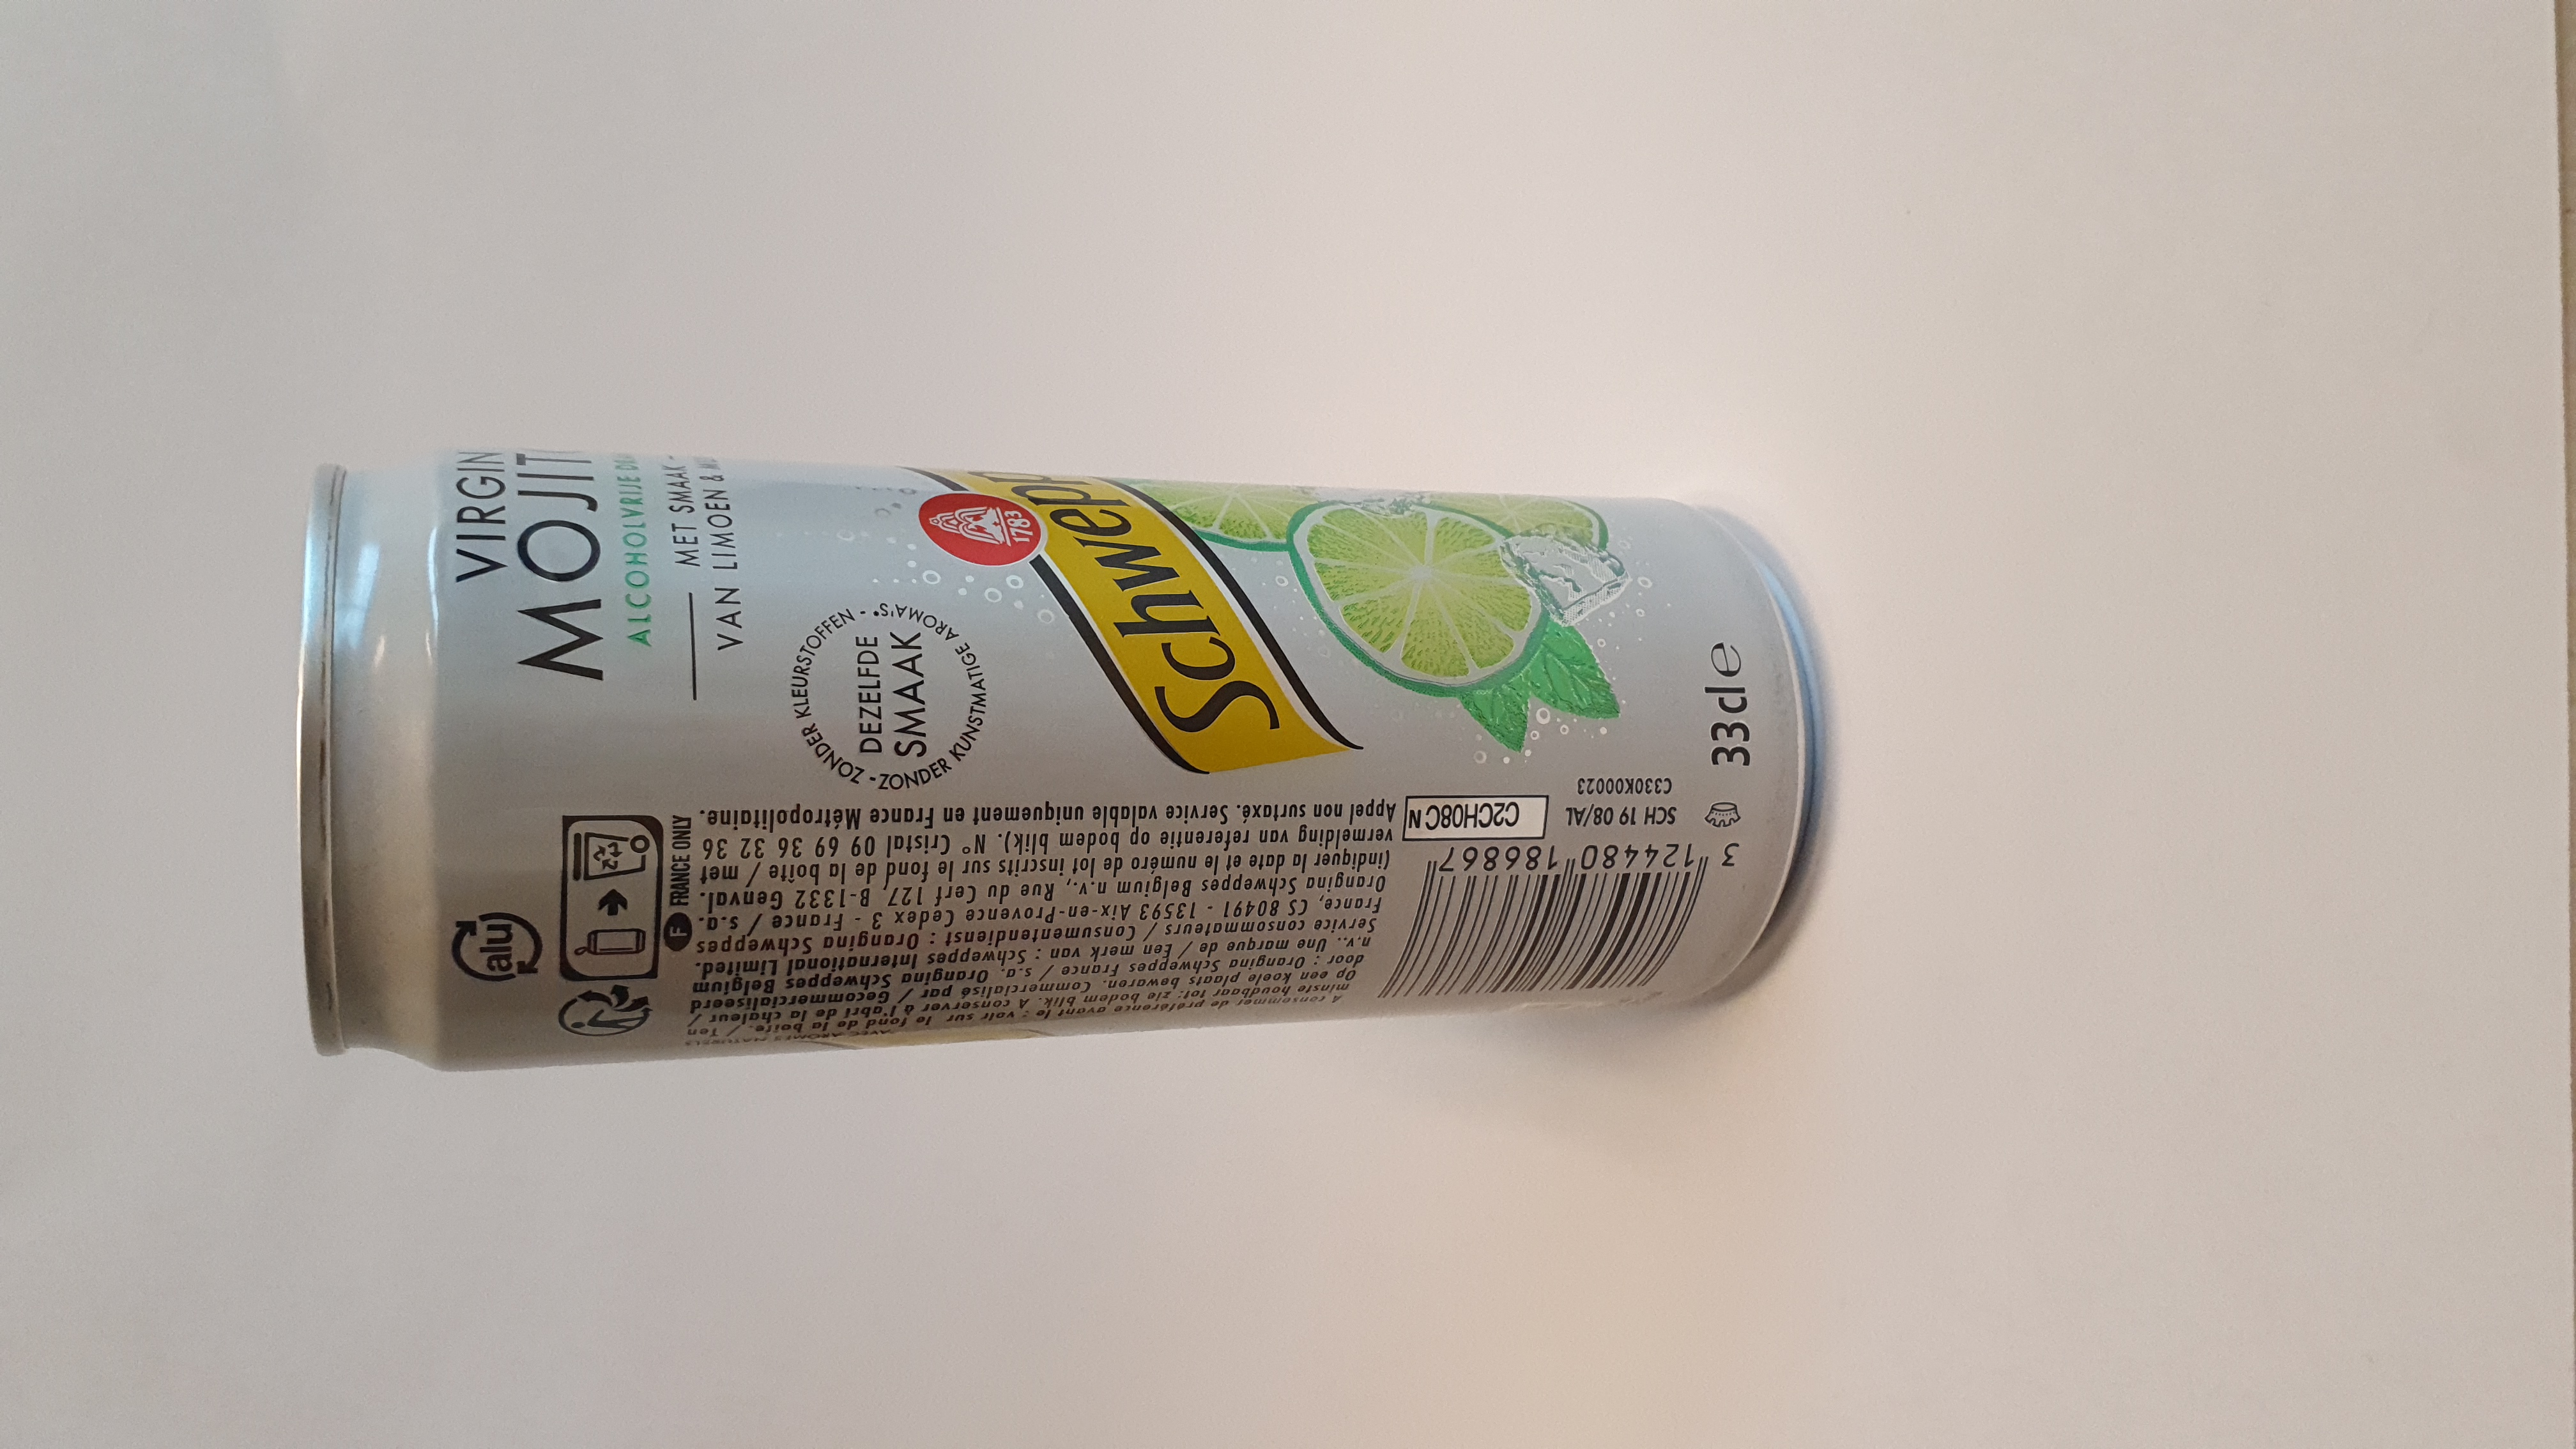 alu
F FRANCE ONLY
AVEC ARÔMES NATURELS
A consommer de préférence avant le : voir sur le fond de la boîte. / Ten
minste houdbaar tot: zie bodem blik. A conserver à l'abri de la chaleur /
Op een koele plaats bewaren. Commercialisé par / Gecommercialiseerd
door : Orangina Schweppes France / s.a. Orangina Schweppes Belgium
n.v.. Une marque de / Een merk van : Schweppes International Limited.
Service consommateurs / Consumentendienst : Orangina Schweppes
France, CS 80491 - 13593 Aix-en-Provence Cedex 3 - France / s.a.
Orangina Schweppes Belgium n.v., Rue du Cerf 127 B-1332 Genval.
(indiquer la date et le numéro de lot inscrits sur le fond de la boîte / met
vermelding van referentie op bodem blik). N° Cristal 09 69 36 32 36
Appel non surtaxé. Service valable uniquement en France Métropolitaine.
3 124480 186867
C2CH08CN
SCH 19 08/AL
C330K00023
VIRGIN
MOJIT
ALCOHOLVRIJE
MET SMAAK
VAN LIMOEN &
- ZONDER KLEURSTOFFEN -
DEZELFDE
SMAAK
ZONDER KUNSTMATIGE AROMA'S• -
1783
Schwepp
33 cl e